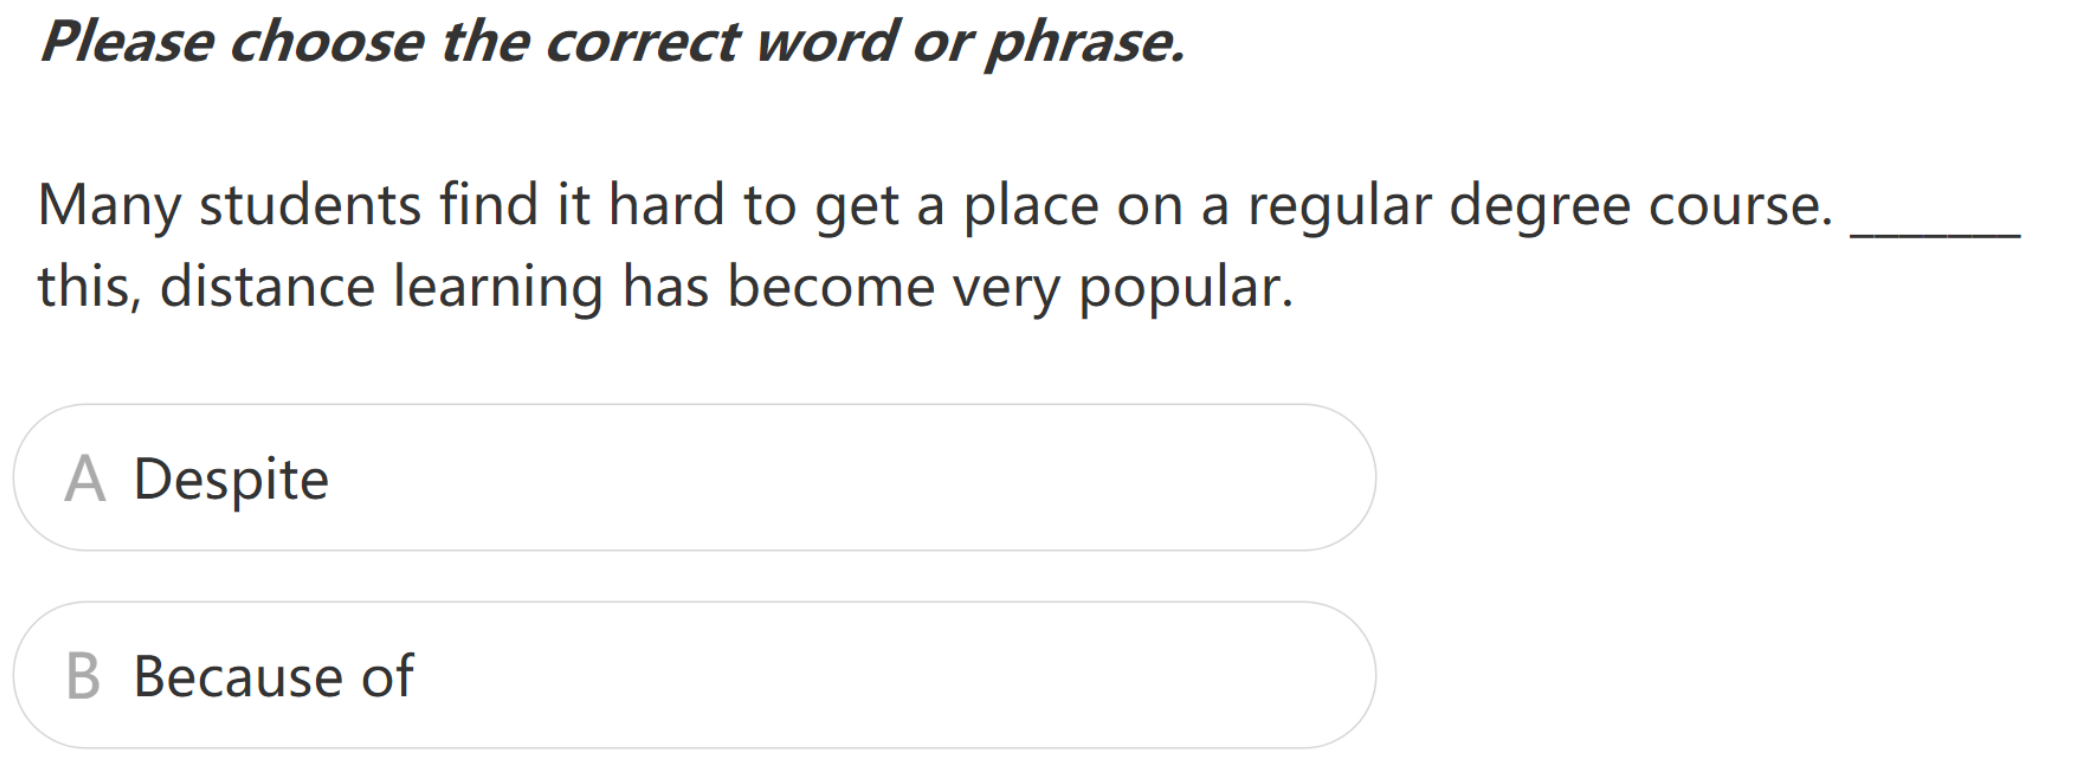 Please choose the correct word or phrase.
Many students find it hard to get a place on a regular degree course. _______
this, distance learning has become very popular.
A Despite
B Because of